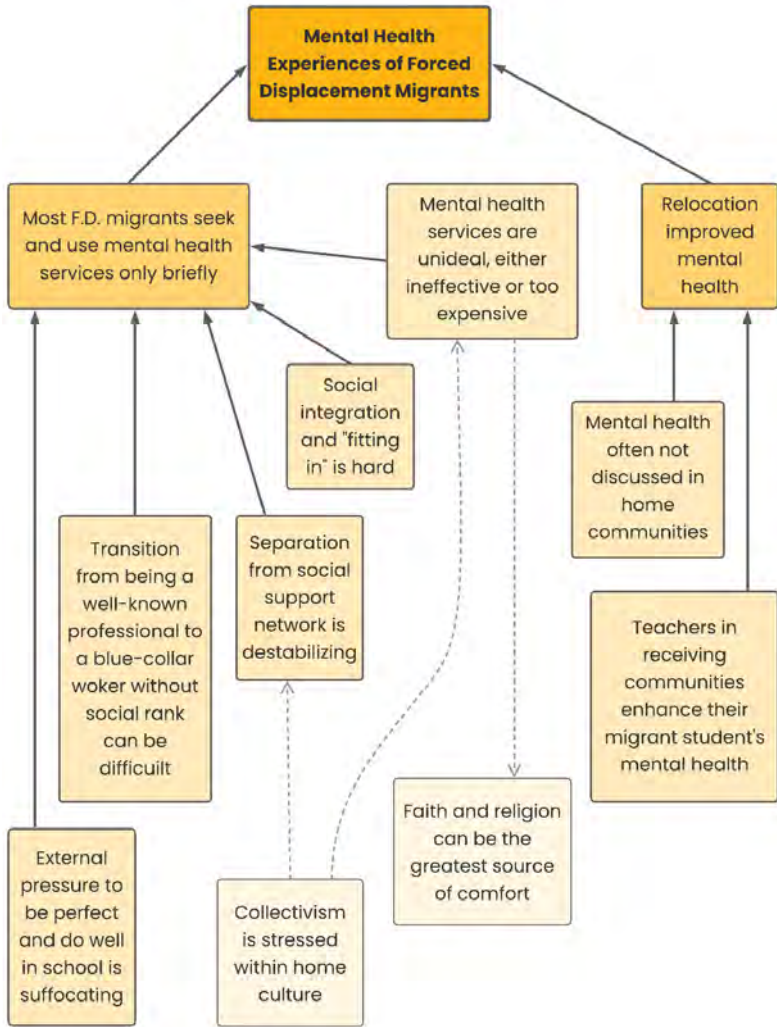 Mental Health
Experiences of Forced
Displacement Migrants
Most F.D. migrants seek
and use mental health
services only briefly
Mental health
services are
unideal, either
ineffective or too
expensive
Relocation
improved
mental
health
Social
integration
and "fitting
in" is hard
Mental health
often not
discussed in
home
communities
Transition
from being a
well-known
professional to
a blue-collar
woker without
social rank
can be
difficuilt
Separation
from social
support
network is
destabilizing
Teachers in
receiving
communities
enhance their
migrant student's
mental health
Faith and religion
can be the
greatest source
of comfort
External
pressure to
be perfect
and do well
in school is
suffocating
Collectivism
is stressed
within home
culture